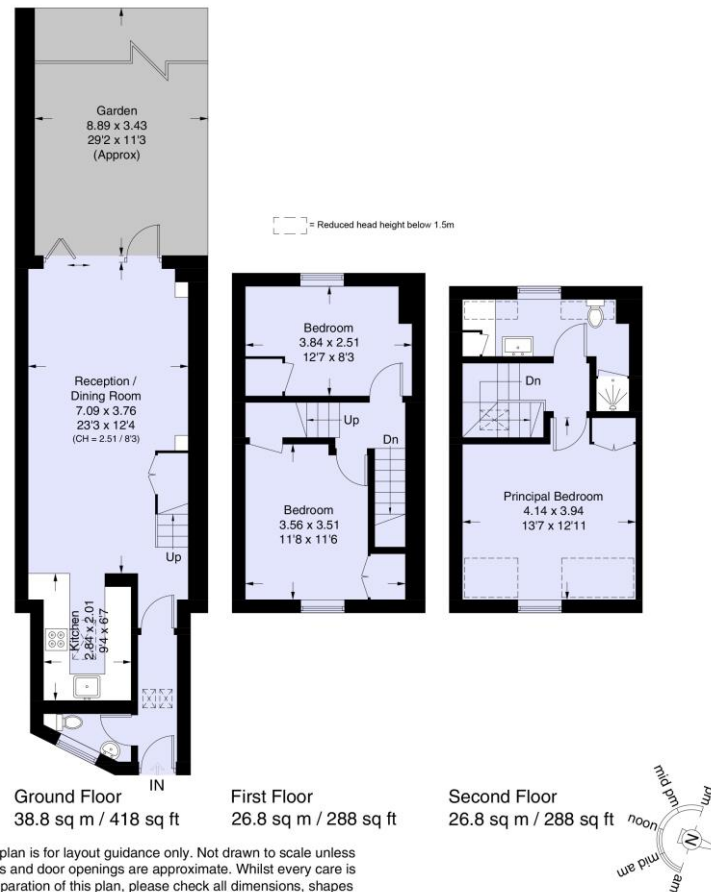 Garden
8.89 x 3.43
29'2 x 11'3
(Approx)
= Reduced head height below 1.5m
Reception /
Dining Room
7.09 x 3.76
23'3 x 12'4
(CH = 2.51 / 8'3)
Up
Kitchen
2.84 x 2.01
9'4 x 6'7
IN
Bedroom
3.84 x 2.51
12'7 x 8'3
Up
Dn
Bedroom
3.56 x 3.51
11'8 x 11'6
Dn
Principal Bedroom
4.14 x 3.94
13'7 x 12'11
Ground Floor
38.8 sq m / 418 sq ft
First Floor
26.8 sq m / 288 sq ft
Second Floor
26.8 sq m / 288 sq ft
mid pm
pm
noon
N
mid am
am
plan is for layout guidance only. Not drawn to scale unless
s and door openings are approximate. Whilst every care is
paration of this plan, please check all dimensions, shapes